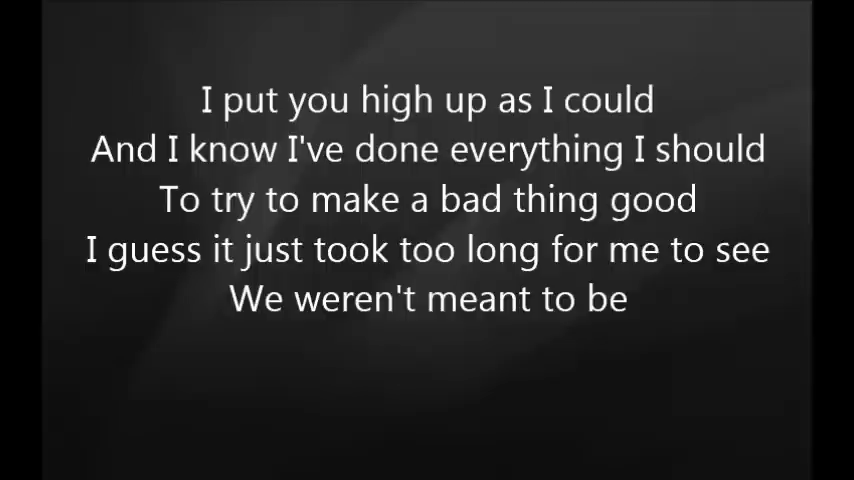 I put you high up as I could
And I know I've done everything I should
To try to make a bad thing good
I guess it just took too long for me to see
We weren't meant to be